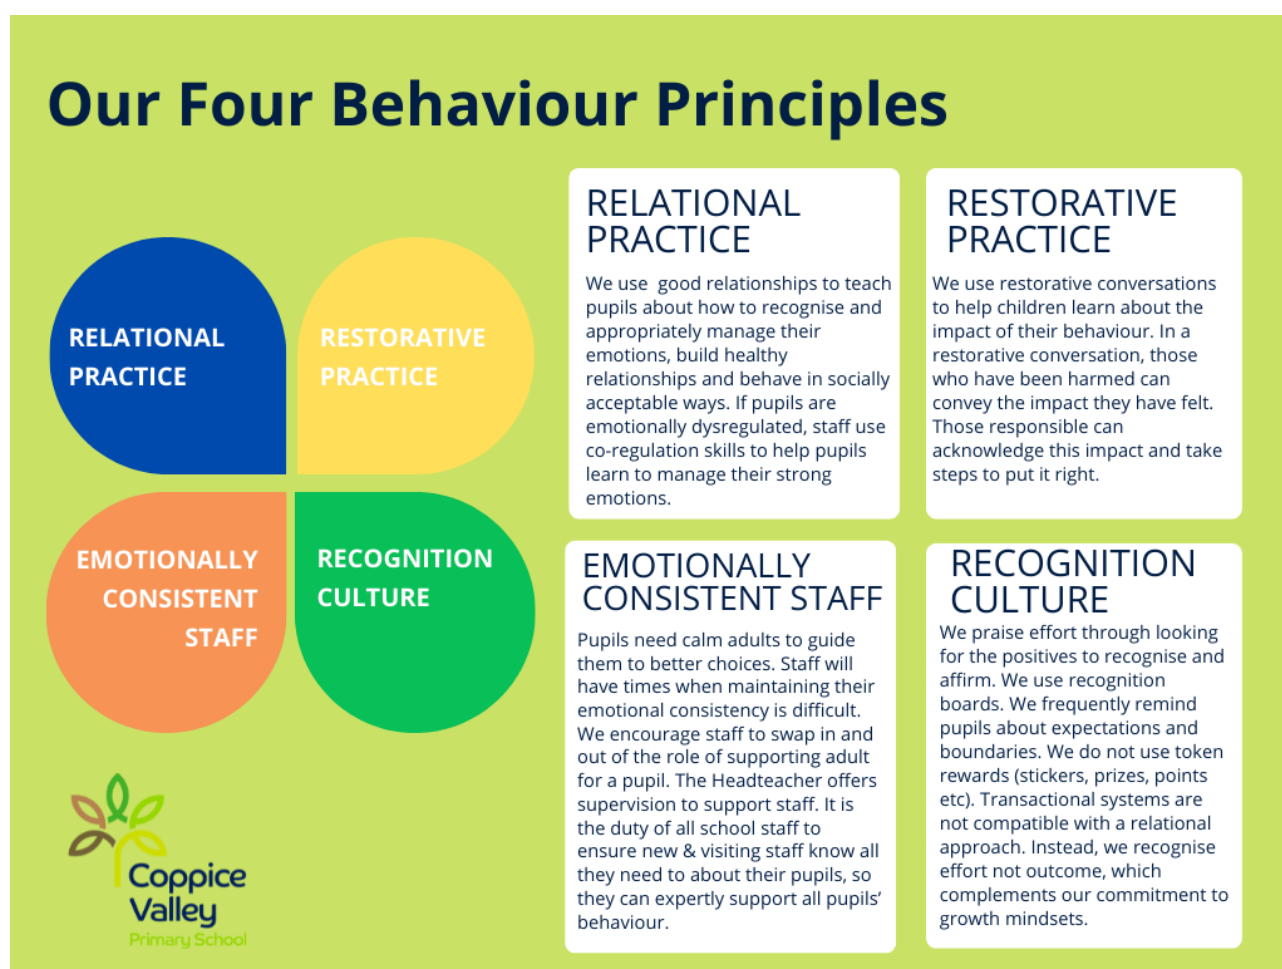 Our Four Behaviour Principles
RELATIONAL
PRACTICE
RESTORATIVE
PRACTICE
EMOTIONALLY
CONSISTENT
STAFF
RECOGNITION
CULTURE
RELATIONAL
PRACTICE
We use good relationships to teach
pupils about how to recognise and
appropriately manage their
emotions, build healthy
relationships and behave in socially
acceptable ways. If pupils are
emotionally dysregulated, staff use
co-regulation skills to help pupils
learn to manage their strong
emotions.
RESTORATIVE
PRACTICE
We use restorative conversations
to help children learn about the
impact of their behaviour. In a
restorative conversation, those
who have been harmed can
convey the impact they have felt.
Those responsible can
acknowledge this impact and take
steps to put it right.
EMOTIONALLY
CONSISTENT STAFF
Pupils need calm adults to guide
them to better choices. Staff will
have times when maintaining their
emotional consistency is difficult.
We encourage staff to swap in and
out of the role of supporting adult
for a pupil. The Headteacher offers
supervision to support staff. It is
the duty of all school staff to
ensure new & visiting staff know all
they need to about their pupils, so
they can expertly support all pupils’
behaviour.
RECOGNITION
CULTURE
We praise effort through looking
for the positives to recognise and
affirm. We use recognition
boards. We frequently remind
pupils about expectations and
boundaries. We do not use token
rewards (stickers, prizes, points
etc). Transactional systems are
not compatible with a relational
approach. Instead, we recognise
effort not outcome, which
complements our commitment to
growth mindsets.
Coppice
Valley
Primary School